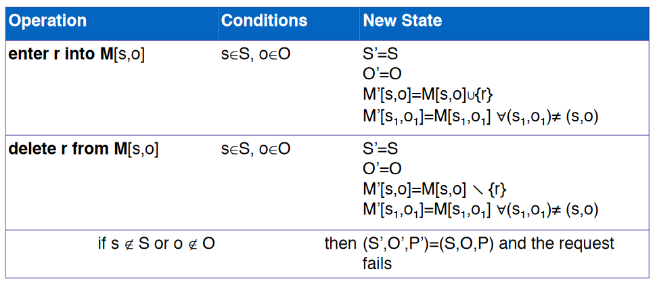 Operation Conditions New State
enter r into M[s,o] s∈S, o∈O S’=S
O’=O
M’[s,o]=M[s,o]∪{r}
M’[s₁,o₁]=M[s₁,o₁] ∀(s₁,o₁)≠ (s,o)
delete r from M[s,o] s∈S, o∈O S’=S
O’=O
M’[s,o]=M[s,o] \ {r}
M’[s₁,o₁]=M[s₁,o₁] ∀(s₁,o₁)≠ (s,o)
if s ∉ S or o ∉ O then (S’,O’,P’)=(S,O,P) and the request
fails